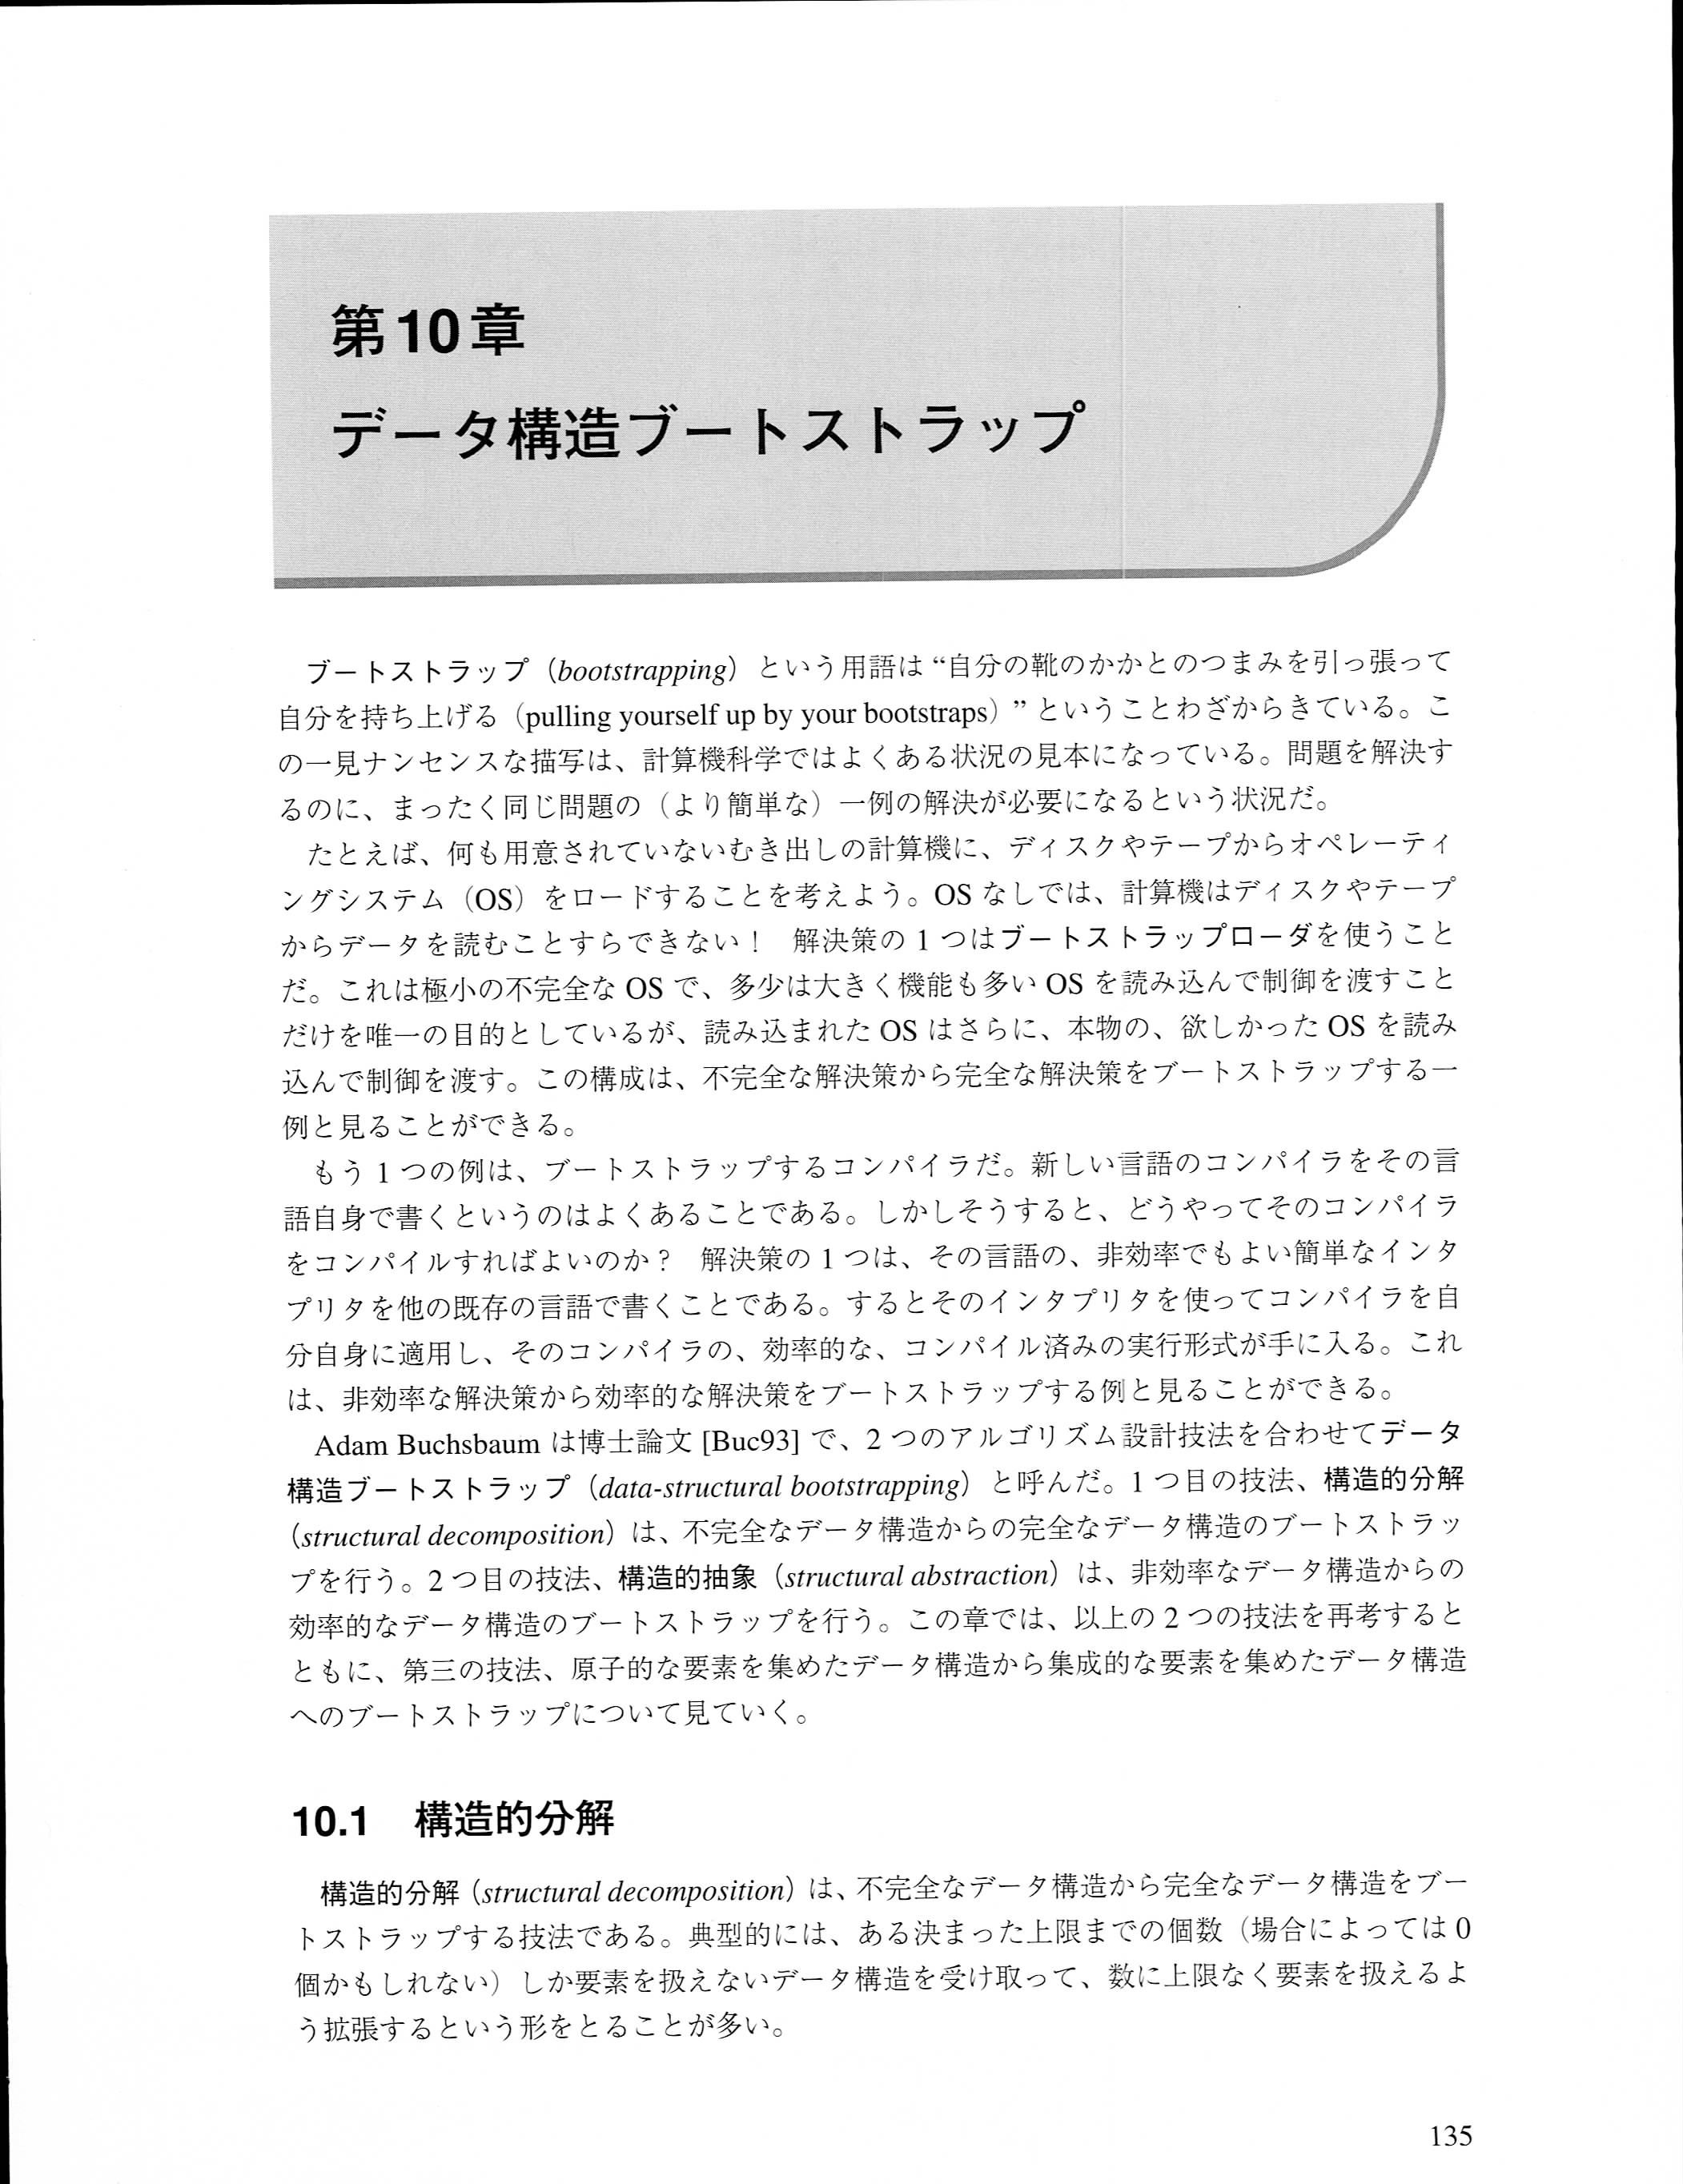 第10章
データ構造ブートストラップ
ブートストラップ（bootstrapping）という用語は“自分の靴のかかとのつまみを引っ張って
自分を持ち上げる（pulling yourself up by your bootstraps）”ということわざからきている。こ
の一見ナンセンスな描写は、計算機科学ではよくある状況の見本になっている。問題を解決す
るのに、まったく同じ問題の（より簡単な）一例の解決が必要になるという状況だ。
たとえば、何も用意されていないむき出しの計算機に、ディスクやテープからオペレーティ
ングシステム（OS）をロードすることを考えよう。OS なしでは、計算機はディスクやテープ
からデータを読むことすらできない！　解決策の 1 つはブートストラップローダを使うこと
だ。これは極小の不完全な OS で、多少は大きく機能も多い OS を読み込んで制御を渡すこと
だけを唯一の目的としているが、読み込まれた OS はさらに、本物の、欲しかった OS を読み
込んで制御を渡す。この構成は、不完全な解決策から完全な解決策をブートストラップする一
例と見ることができる。
もう 1 つの例は、ブートストラップするコンパイラだ。新しい言語のコンパイラをその言
語自身で書くというのはよくあることである。しかしそうすると、どうやってそのコンパイラ
をコンパイルすればよいのか？　解決策の 1 つは、その言語の、非効率でもよい簡単なインタ
プリタを他の既存の言語で書くことである。するとそのインタプリタを使ってコンパイラを自
分自身に適用し、そのコンパイラの、効率的な、コンパイル済みの実行形式が手に入る。これ
は、非効率な解決策から効率的な解決策をブートストラップする例と見ることができる。
Adam Buchsbaum は博士論文 [Buc93] で、2 つのアルゴリズム設計技法を合わせてデータ
構造ブートストラップ（data-structural bootstrapping）と呼んだ。1 つ目の技法、構造的分解
（structural decomposition）は、不完全なデータ構造からの完全なデータ構造のブートストラッ
プを行う。2 つ目の技法、構造的抽象（structural abstraction）は、非効率なデータ構造からの
効率的なデータ構造のブートストラップを行う。この章では、以上の 2 つの技法を再考すると
ともに、第三の技法、原子的な要素を集めたデータ構造から集成的な要素を集めたデータ構造
へのブートストラップについて見ていく。
10.1　構造的分解
構造的分解（structural decomposition）は、不完全なデータ構造から完全なデータ構造をブー
トストラップする技法である。典型的には、ある決まった上限までの個数（場合によっては 0
個かもしれない）しか要素を扱えないデータ構造を受け取って、数に上限なく要素を扱えるよ
う拡張するという形をとることが多い。
135